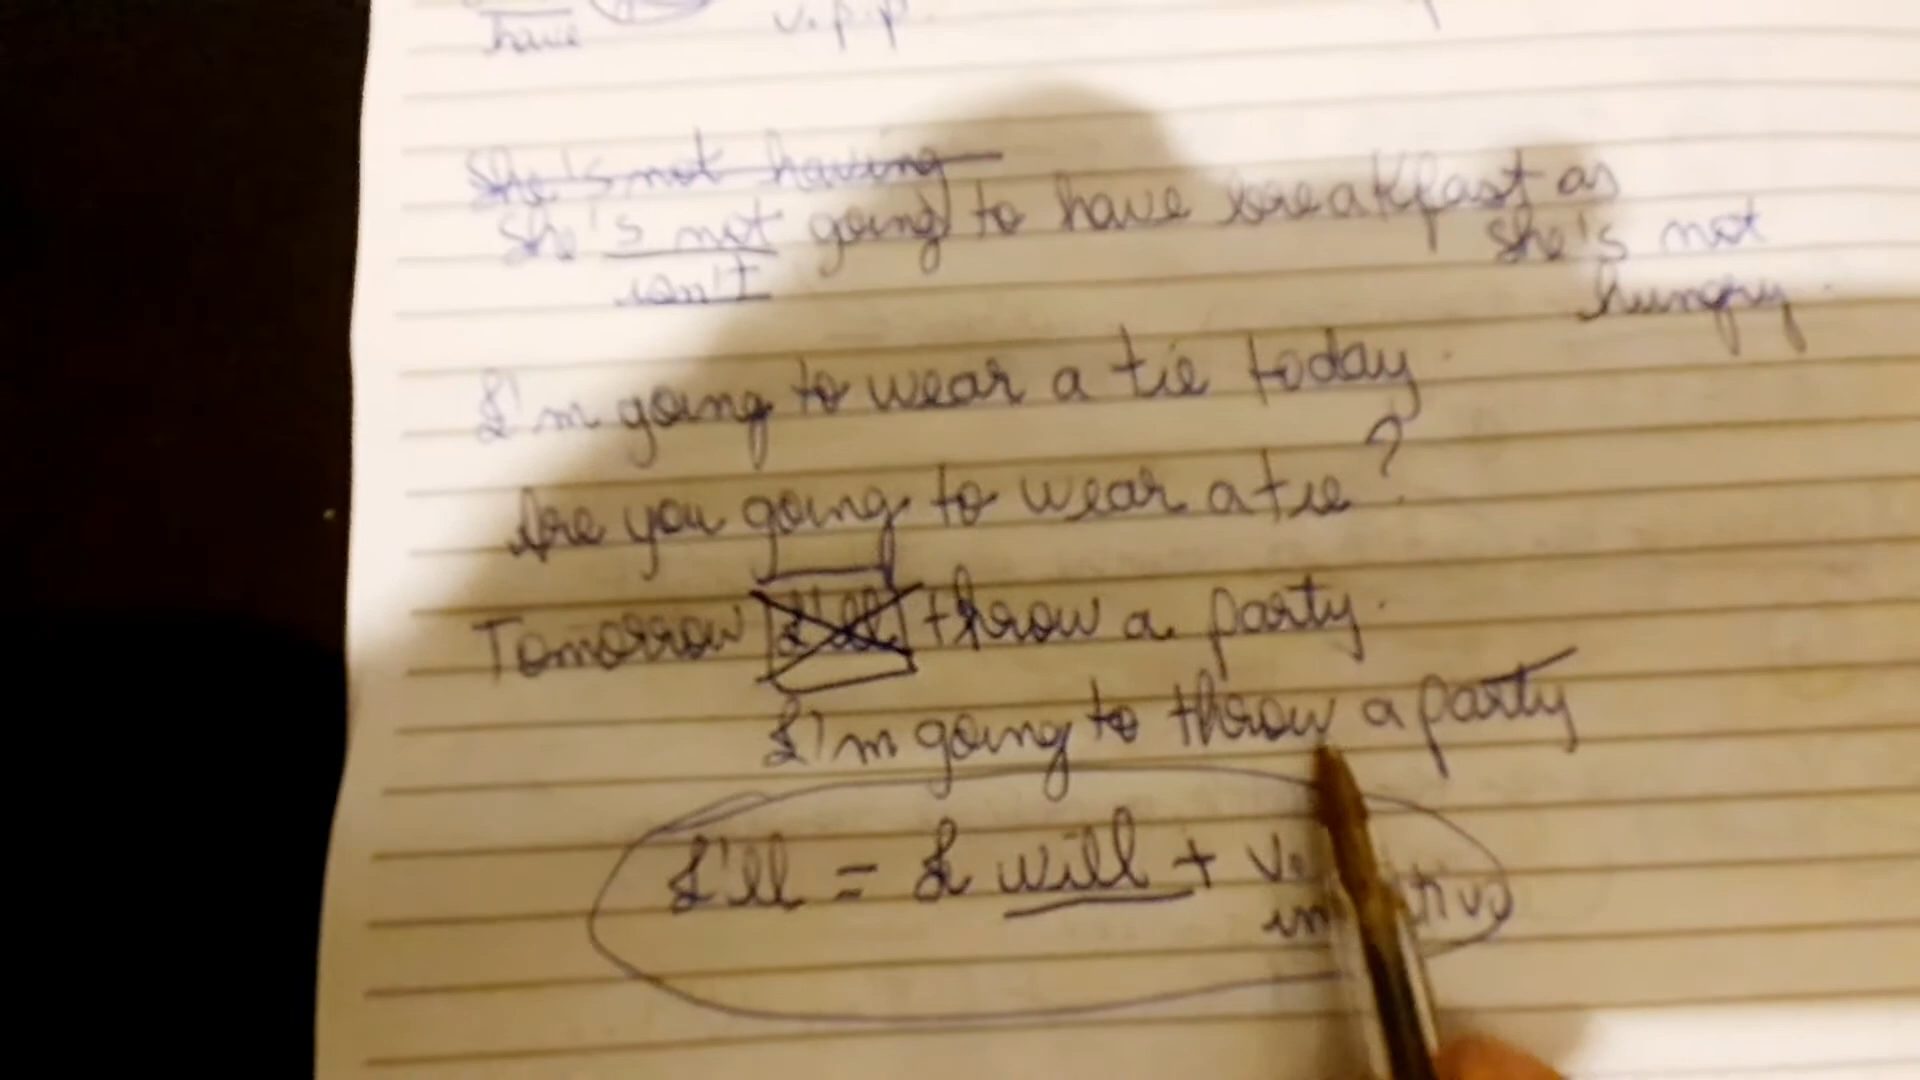 have v.p.p.
She's not having
She's not going to have breakfast as
isn't
she's not
hungry.
I'm going to wear a tie today.
Are you going to wear a tie?
Tomorrow I'll throw a party.
I'm going to throw a party
I'll = I will +